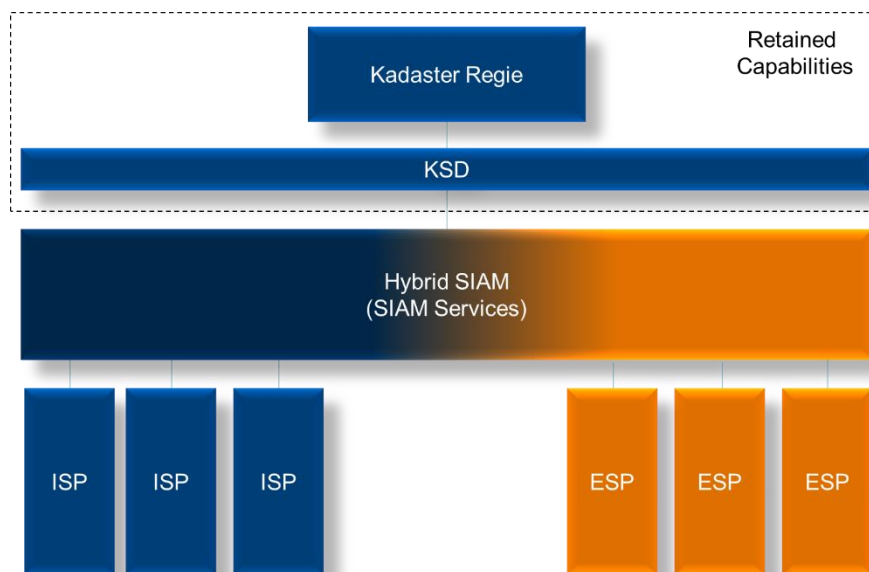 Retained
Capabilities
Kadaster Regie
KSD
Hybrid SIAM
(SIAM Services)
ISP
ISP
ISP
ESP
ESP
ESP